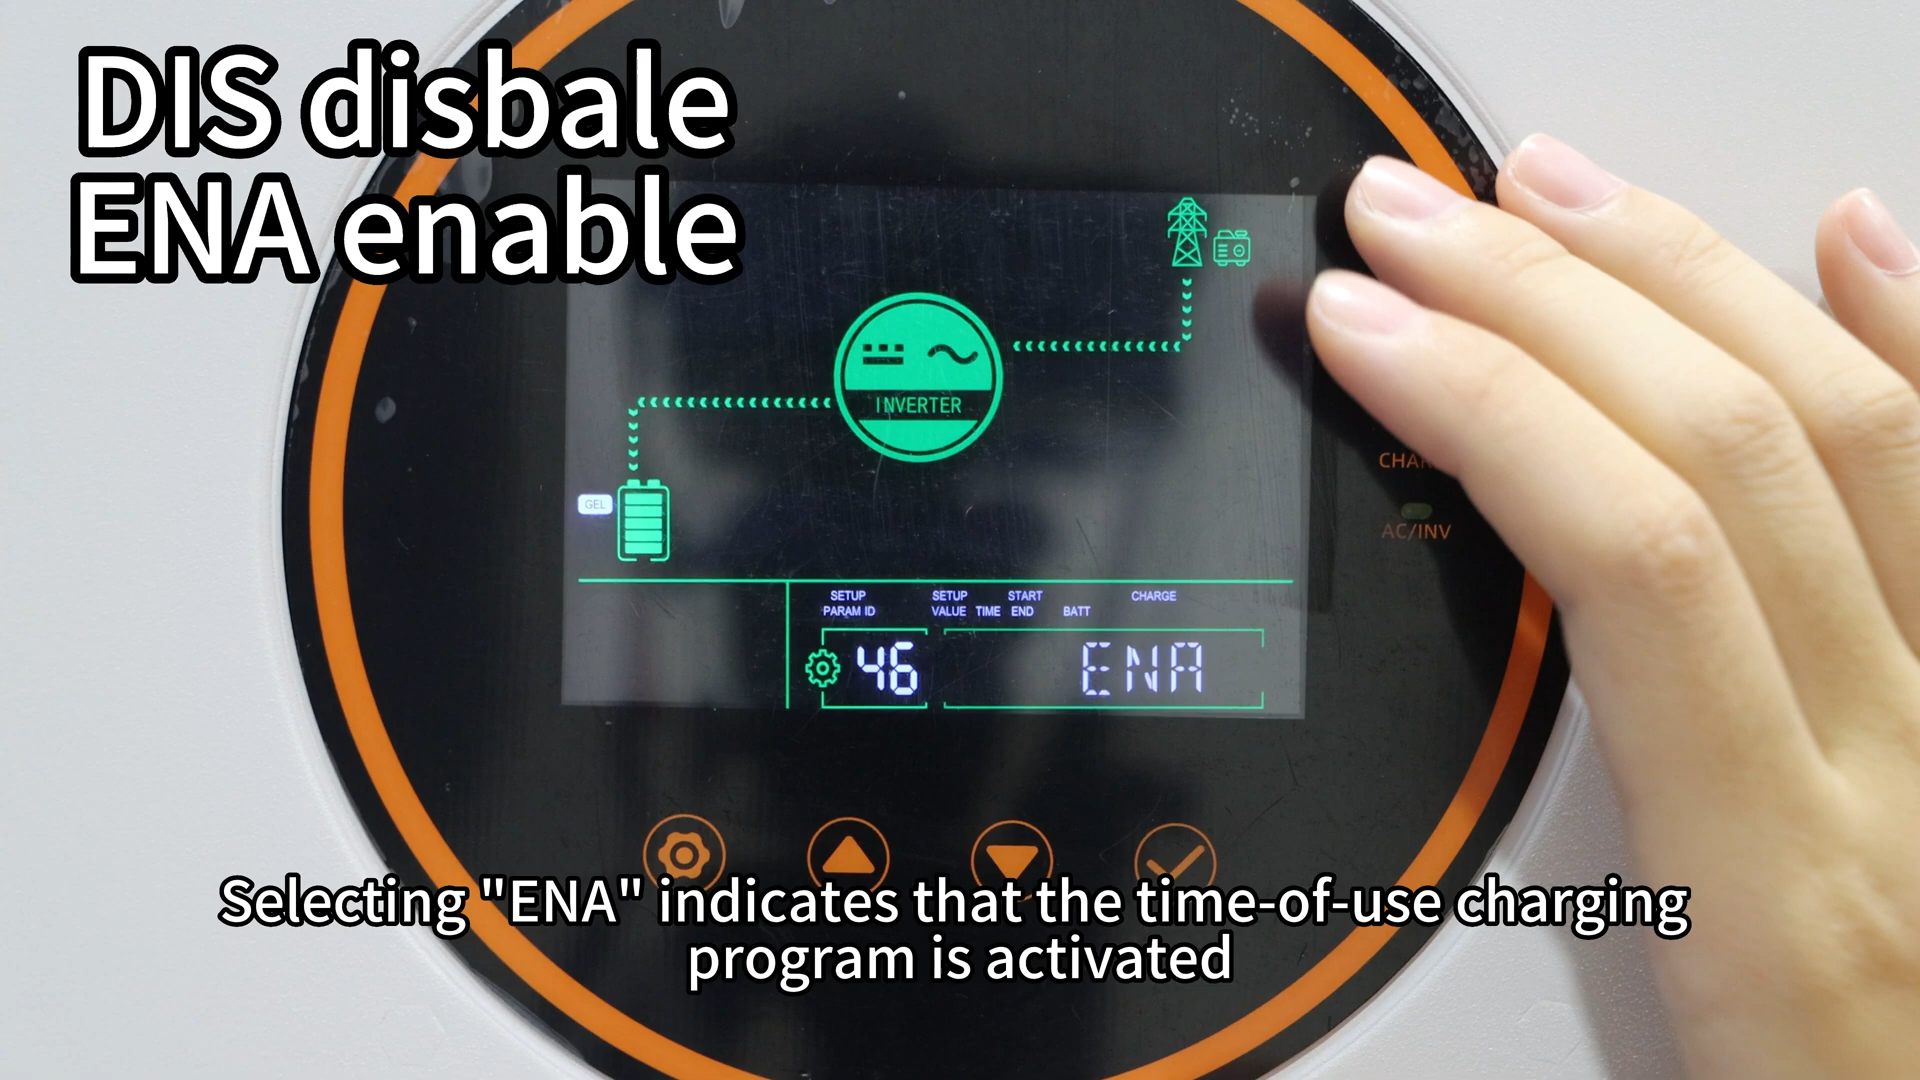 DIS disbale
ENA enable
INVERTER
GEL
SETUP PARAM ID
SETUP VALUE TIME START END BATT CHARGE
46 ENA
AC/INV
Selecting "ENA" indicates that the time-of-use charging
program is activated